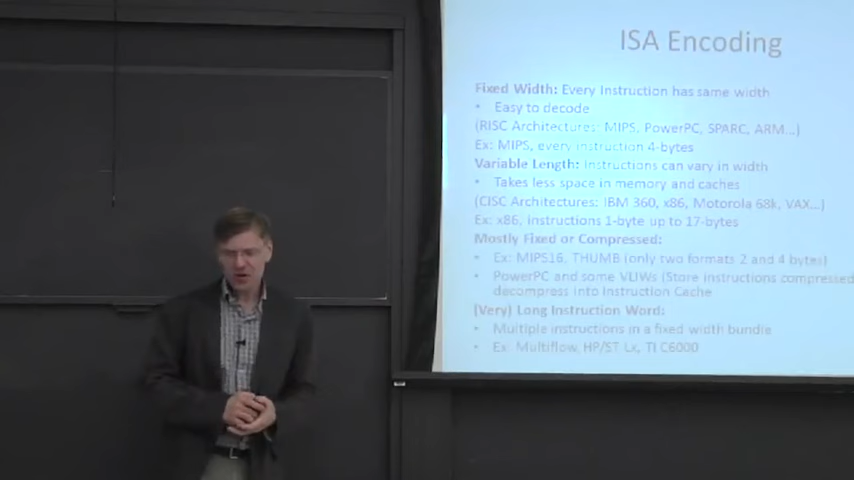 ISA Encoding
Fixed Width: Every Instruction has same width
• Easy to decode
(RISC Architectures: MIPS, PowerPC, SPARC, ARM...)
Ex: MIPS, every instruction 4-bytes
Variable Length: Instructions can vary in width
• Takes less space in memory and caches
(CISC Architectures: IBM 360, x86, Motorola 68k, VAX...)
Ex: x86, instructions 1-byte up to 17-bytes
Mostly Fixed or Compressed:
• Ex: MIPS16, THUMB (only two formats 2 and 4 bytes)
• PowerPC and some VLIWs (Store instructions compressed
decompress into Instruction Cache
(Very) Long Instruction Word:
• Multiple instructions in a fixed width bundle
• Ex: Multiflow, HP/ST Lx, TI C6000